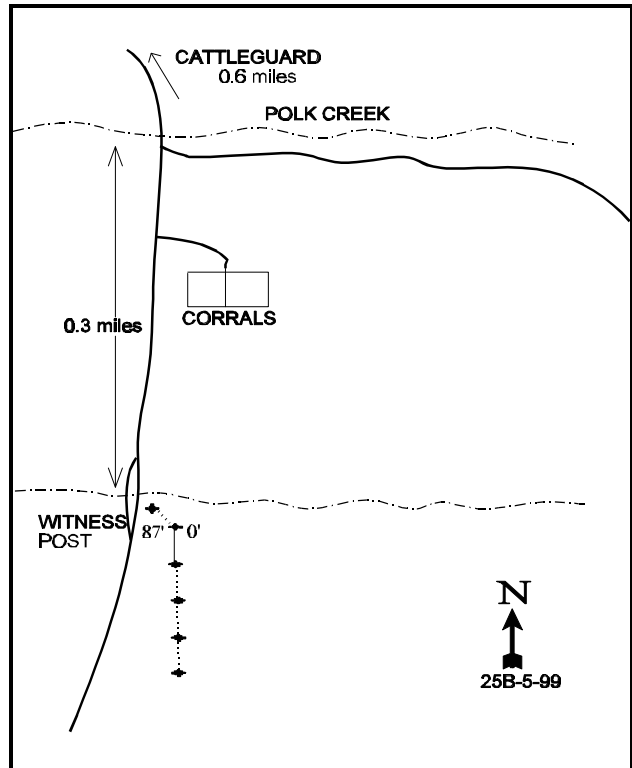 CATTLEGUARD
0.6 miles
POLK CREEK
0.3 miles
CORRALS
WITNESS
POST
87' 0'
N
25B-5-99